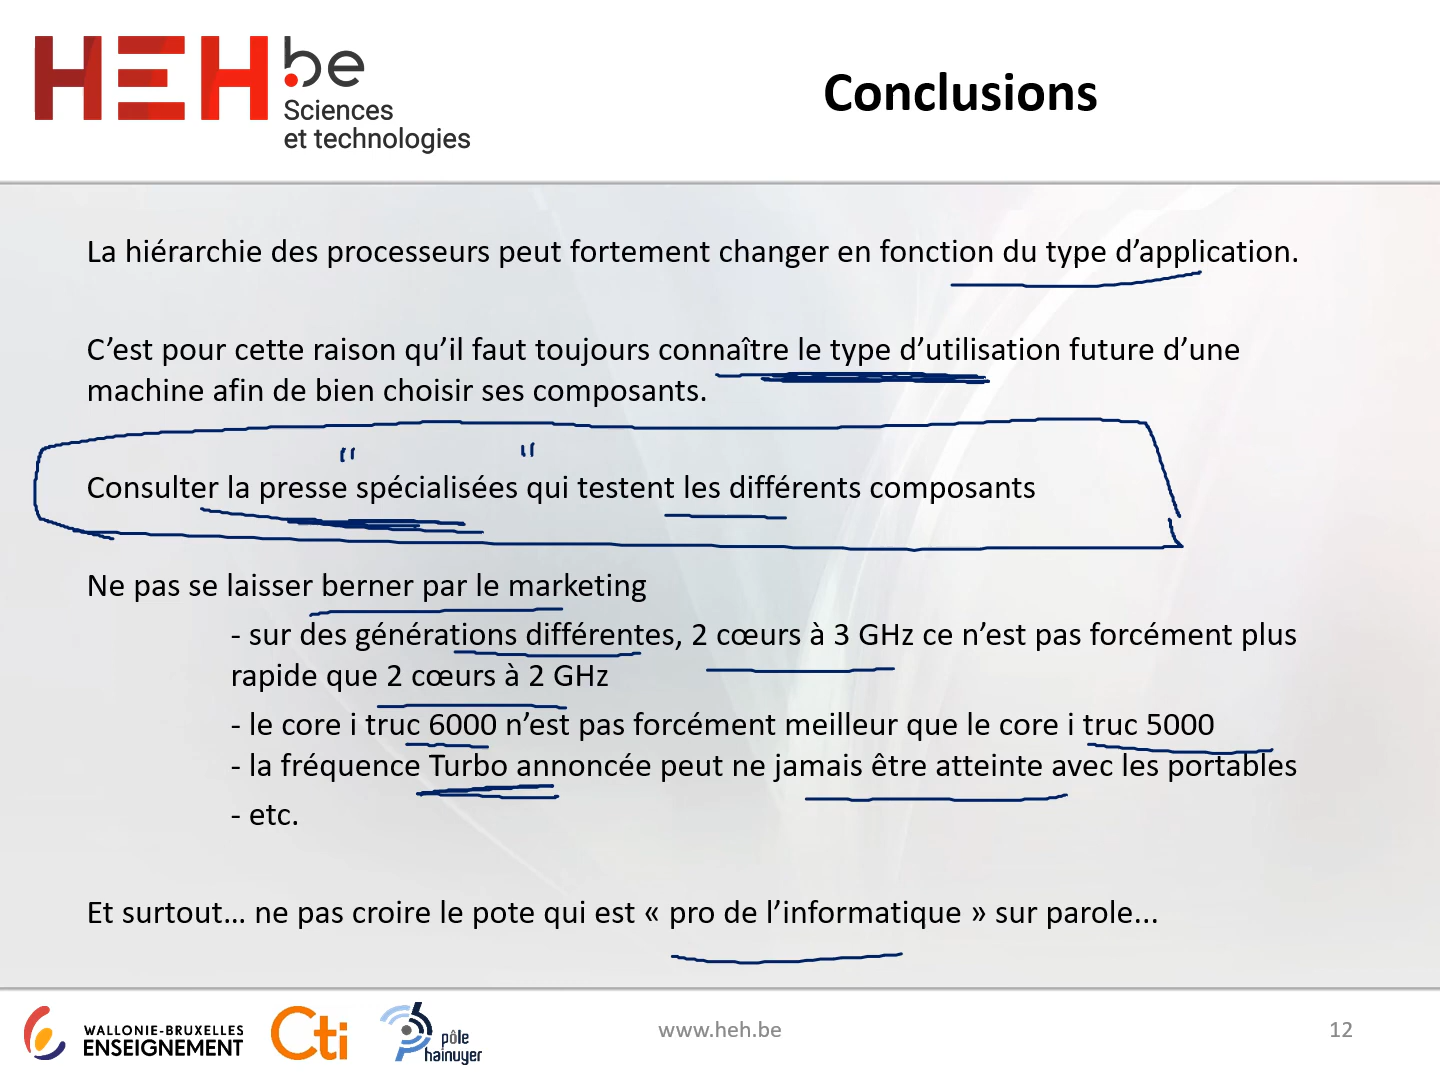 HEH.be
Sciences
et technologies
Conclusions
La hiérarchie des processeurs peut fortement changer en fonction du type d’application.
C’est pour cette raison qu’il faut toujours connaître le type d’utilisation future d’une
machine afin de bien choisir ses composants.
" "
Consulter la presse spécialisées qui testent les différents composants
Ne pas se laisser berner par le marketing
- sur des générations différentes, 2 cœurs à 3 GHz ce n’est pas forcément plus
rapide que 2 cœurs à 2 GHz
- le core i truc 6000 n’est pas forcément meilleur que le core i truc 5000
- la fréquence Turbo annoncée peut ne jamais être atteinte avec les portables
- etc.
Et surtout… ne pas croire le pote qui est « pro de l’informatique » sur parole...
WALLONIE-BRUXELLES
ENSEIGNEMENT
Cti
pôle
hainuyer
www.heh.be
12